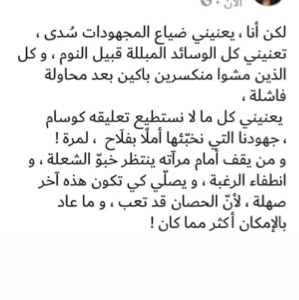 الآن ·
لكن أنا ، يعنيني ضياع المجهودات سُدى ،
تعنيني كل الوسائد المبللة قبيل النوم ، و كل
الذين مشوا منكسرين باكين بعد محاولة
فاشلة ،
يعنيني كل ما لا نستطيع تعليقه كوسام
، جهودنا التي نخبّئها أملًا بفلَاح ، لمرة !
و من يقف أمام مرآته ينتظر خبوّ الشعلة ، و
انطفاء الرغبة ، و يصلّي كي تكون هذه آخر
صهلة ، لأنّ الحصان قد تعب ، و ما عاد
بالإمكان أكثر مما كان !